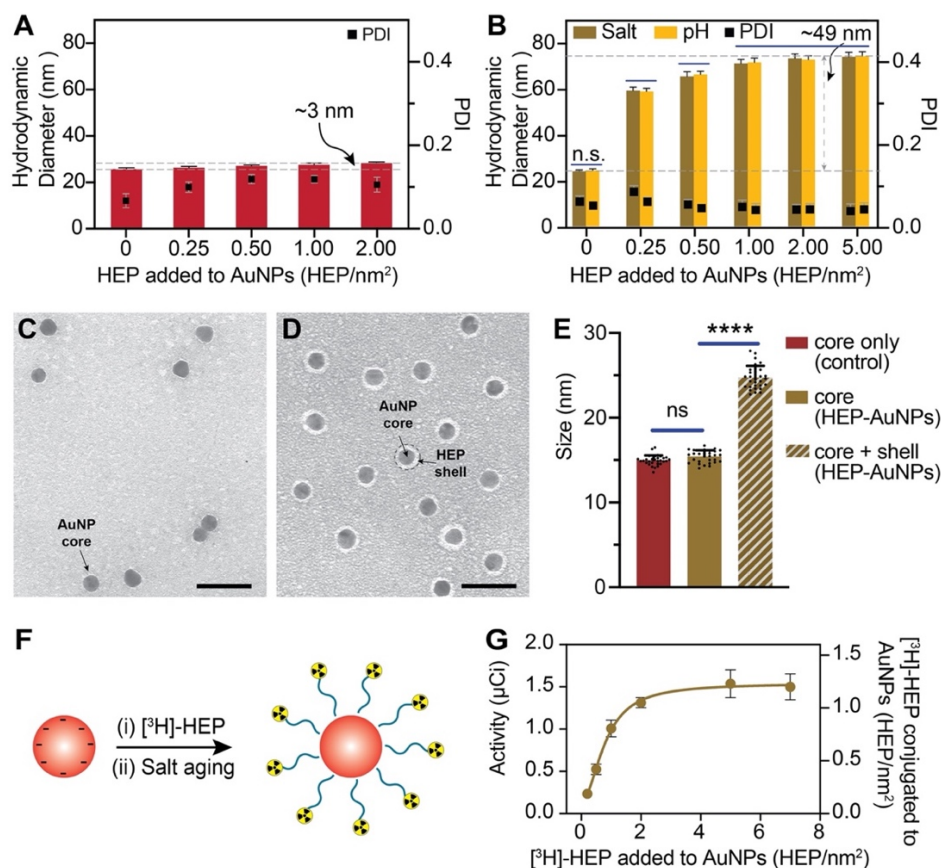 A
PDI
Hydrodynamic
Diameter (nm)
80
60
40
20
0
~3 nm
0.4
0.2
0.0
PDI
0
0.25
0.50
1.00
2.00
HEP added to AuNPs (HEP/nm²)
B
Salt
pH
PDI
~49 nm
Hydrodynamic
Diameter (nm)
80
60
40
20
0
n.s.
0.4
0.2
0.0
PDI
0
0.25
0.50
1.00
2.00
5.00
HEP added to AuNPs (HEP/nm²)
C
AuNP
core
D
AuNP
core
HEP
shell
E
Size (nm)
30
20
10
0
ns
****
core only
(control)
core
(HEP-AuNPs)
core + shell
(HEP-AuNPs)
F
(i) [³H]-HEP
(ii) Salt aging
G
Activity (μCi)
2.0
1.5
1.0
0.5
0.0
1.5
1.0
0.5
0.0
[³H]-HEP conjugated to
AuNPs (HEP/nm²)
0
2
4
6
8
[³H]-HEP added to AuNPs (HEP/nm²)